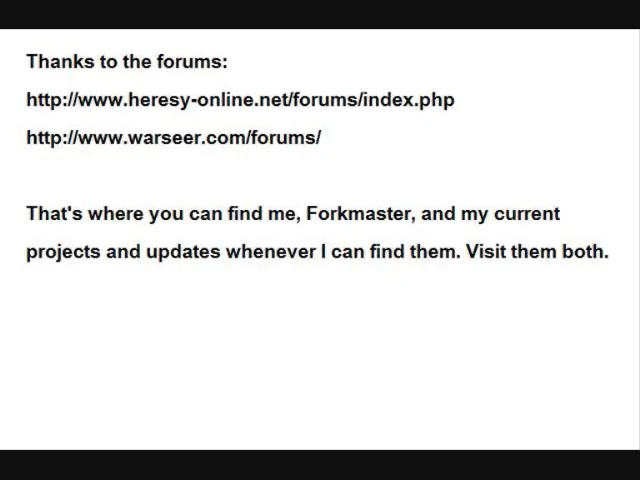 Thanks to the forums:
http://www.heresy-online.net/forums/index.php
http://www.warseer.com/forums/
That's where you can find me, Forkmaster, and my current
projects and updates whenever I can find them. Visit them both.